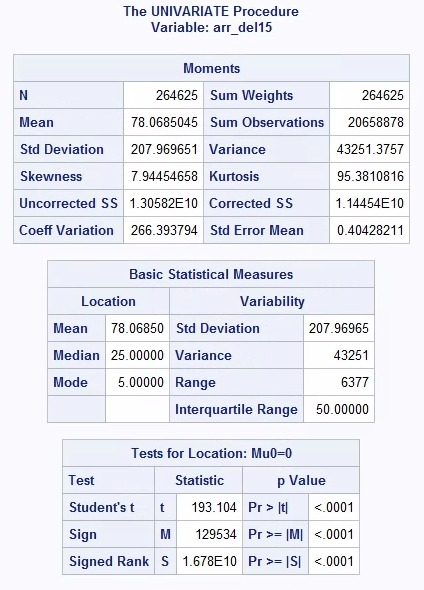 The UNIVARIATE Procedure
Variable: arr_del15
Moments
N 264625 Sum Weights 264625
Mean 78.0685045 Sum Observations 20658878
Std Deviation 207.969651 Variance 43251.3757
Skewness 7.94454658 Kurtosis 95.3810816
Uncorrected SS 1.30582E10 Corrected SS 1.14454E10
Coeff Variation 266.393794 Std Error Mean 0.40428211
Basic Statistical Measures
Location Variability
Mean 78.06850 Std Deviation 207.96965
Median 25.00000 Variance 43251
Mode 5.00000 Range 6377
Interquartile Range 50.00000
Tests for Location: Mu0=0
Test Statistic p Value
Student's t t 193.104 Pr > |t| <.0001
Sign M 129534 Pr >= |M| <.0001
Signed Rank S 1.678E10 Pr >= |S| <.0001